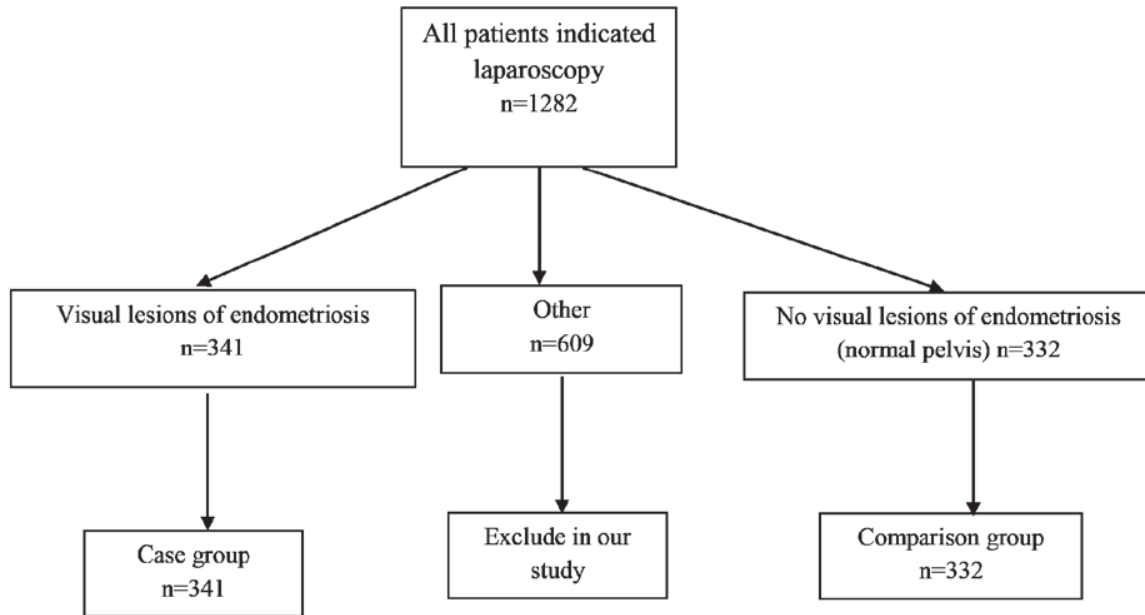 All patients indicated
laparoscopy
n=1282
Visual lesions of endometriosis
n=341
Other
n=609
No visual lesions of endometriosis
(normal pelvis) n=332
Case group
n=341
Exclude in our
study
Comparison group
n=332